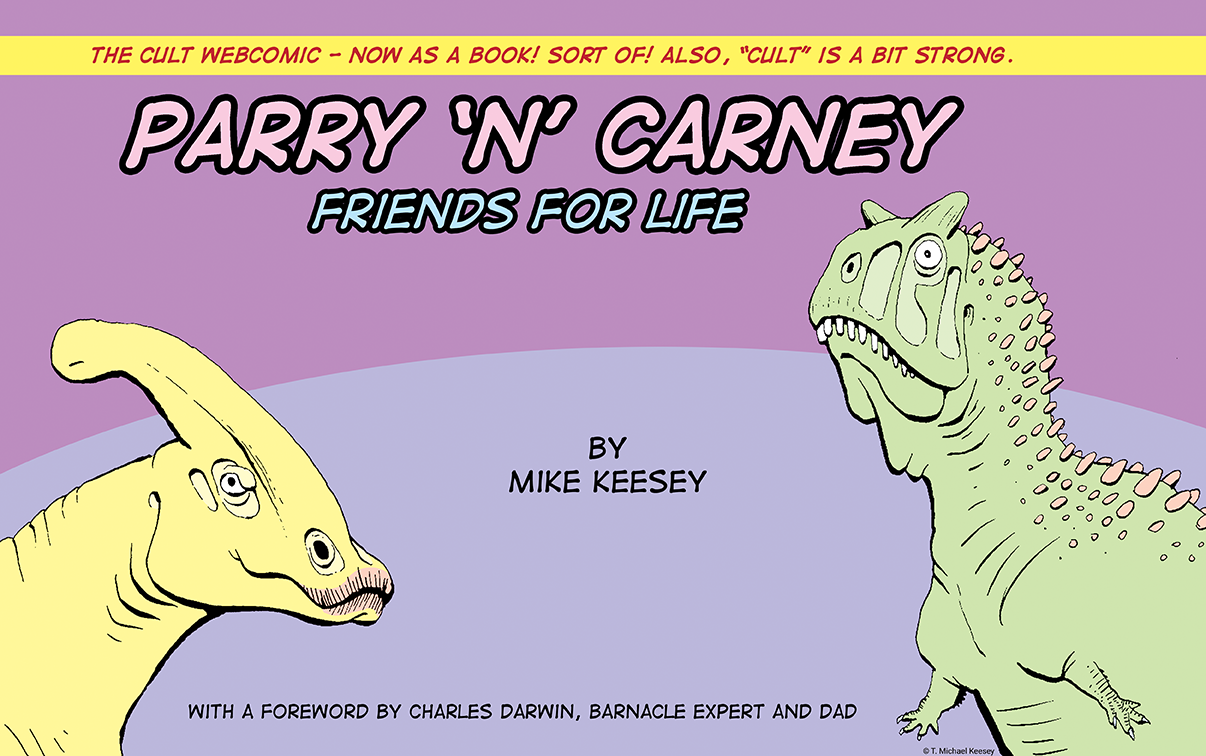 THE CULT WEBCOMIC – NOW AS A BOOK! SORT OF! ALSO, “CULT” IS A BIT STRONG.
PARRY ‘N’ CARNEY
FRIENDS FOR LIFE
BY
MIKE KEESEY
WITH A FOREWORD BY CHARLES DARWIN, BARNACLE EXPERT AND DAD
© T. Michael Keesey